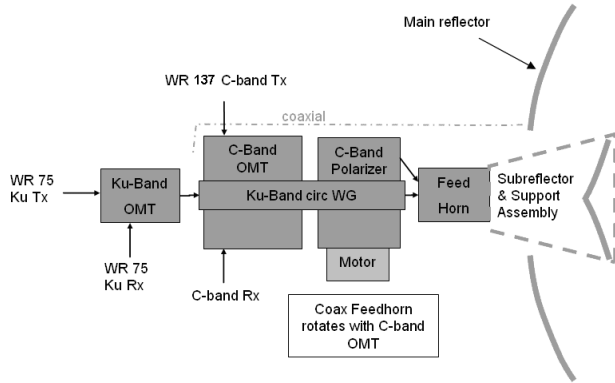 Main reflector
WR 137 C-band Tx
coaxial
C-Band
OMT
C-Band
Polarizer
Ku-Band
OMT
WR 75
Ku Tx
Ku-Band circ WG
Feed
Horn
Subreflector
& Support
Assembly
WR 75
Ku Rx
C-band Rx
Motor
Coax Feedhorn
rotates with C-band
OMT